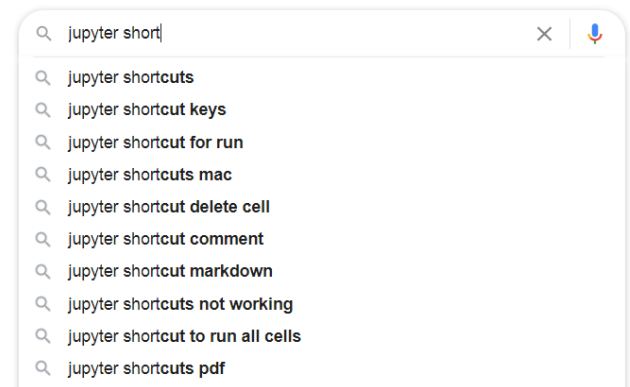 jupyter short
jupyter shortcuts
jupyter shortcut keys
jupyter shortcut for run
jupyter shortcuts mac
jupyter shortcut delete cell
jupyter shortcut comment
jupyter shortcut markdown
jupyter shortcuts not working
jupyter shortcut to run all cells
jupyter shortcuts pdf